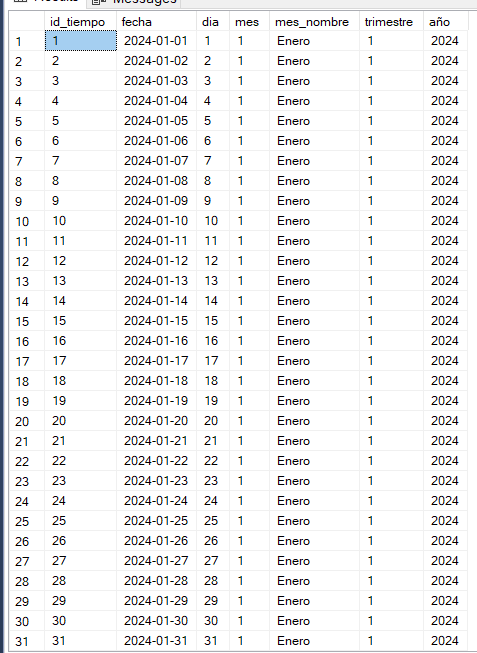 Results Messages
id_tiempo fecha dia mes mes_nombre trimestre año
1 1 2024-01-01 1 1 Enero 1 2024
2 2 2024-01-02 2 1 Enero 1 2024
3 3 2024-01-03 3 1 Enero 1 2024
4 4 2024-01-04 4 1 Enero 1 2024
5 5 2024-01-05 5 1 Enero 1 2024
6 6 2024-01-06 6 1 Enero 1 2024
7 7 2024-01-07 7 1 Enero 1 2024
8 8 2024-01-08 8 1 Enero 1 2024
9 9 2024-01-09 9 1 Enero 1 2024
10 10 2024-01-10 10 1 Enero 1 2024
11 11 2024-01-11 11 1 Enero 1 2024
12 12 2024-01-12 12 1 Enero 1 2024
13 13 2024-01-13 13 1 Enero 1 2024
14 14 2024-01-14 14 1 Enero 1 2024
15 15 2024-01-15 15 1 Enero 1 2024
16 16 2024-01-16 16 1 Enero 1 2024
17 17 2024-01-17 17 1 Enero 1 2024
18 18 2024-01-18 18 1 Enero 1 2024
19 19 2024-01-19 19 1 Enero 1 2024
20 20 2024-01-20 20 1 Enero 1 2024
21 21 2024-01-21 21 1 Enero 1 2024
22 22 2024-01-22 22 1 Enero 1 2024
23 23 2024-01-23 23 1 Enero 1 2024
24 24 2024-01-24 24 1 Enero 1 2024
25 25 2024-01-25 25 1 Enero 1 2024
26 26 2024-01-26 26 1 Enero 1 2024
27 27 2024-01-27 27 1 Enero 1 2024
28 28 2024-01-28 28 1 Enero 1 2024
29 29 2024-01-29 29 1 Enero 1 2024
30 30 2024-01-30 30 1 Enero 1 2024
31 31 2024-01-31 31 1 Enero 1 2024